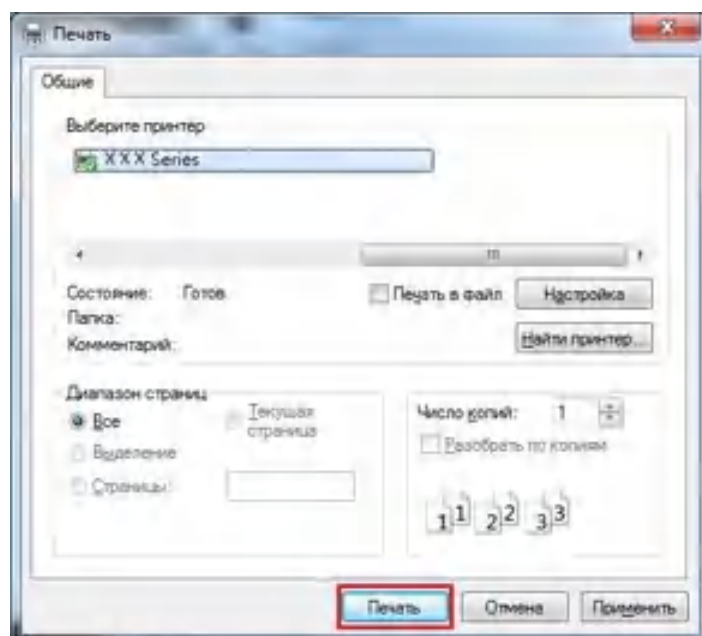 Печать
Общие
Выберите принтер
X X X Series
Состояние: Готов
Печать в файл
Настройка
Папка:
Комментарий:
Найти принтер...
Диапазон страниц
Все
Текущая страница
Выделение
Страницы:
Число копий: 1
Разобрать по копиям
1 1 2 2 3 3
Печать Отмена Применить